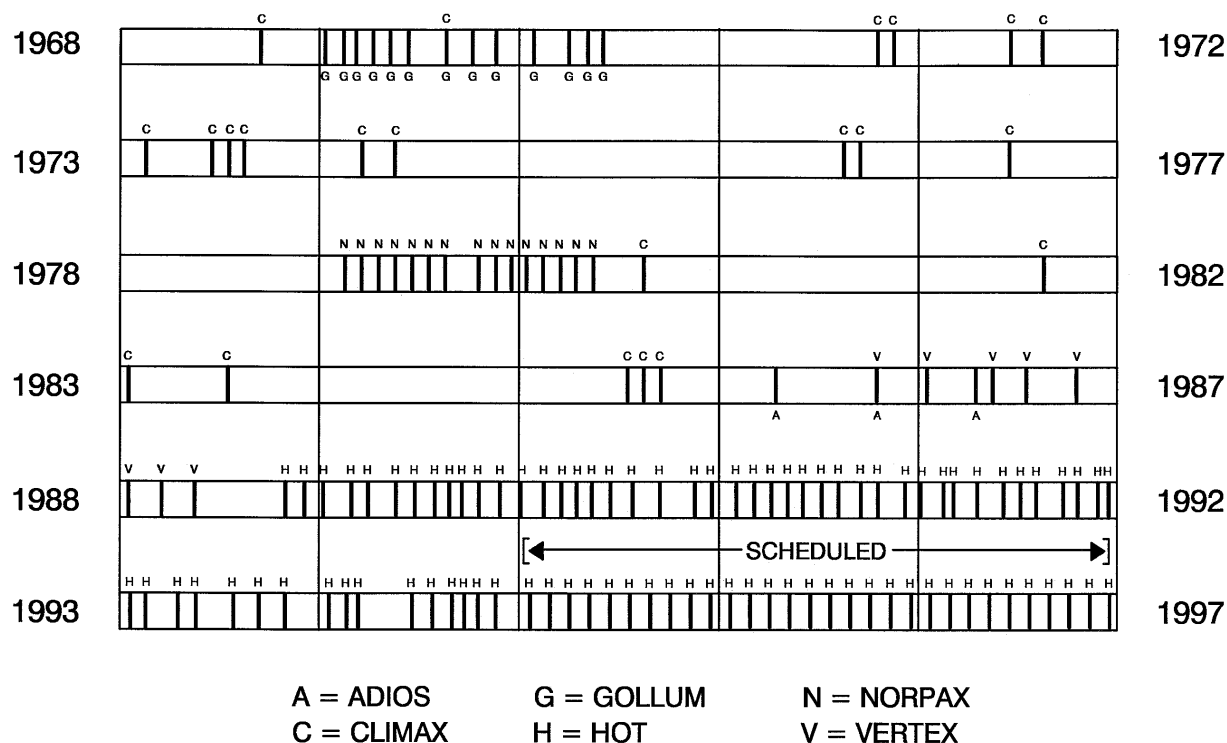 C C C C C C
1968 1972
G G G G G G G G G G G G G
C C C C C C C C C
1973 1977
N N N N N N N N N N N N N N N C C
1978 1982
C C C C C V V V V V
1983 1987
A A A
V V V H H H H H H H H H H H H H H H H H H H H H H H H H H H H H H H H H H H H H H H H H H H
1988 1992
SCHEDULED
H H H H H H H H H H H H H H H H H H H H H H H H H H H H H H H H H H H H H H H H H H H H H H
1993 1997
A = ADIOS G = GOLLUM N = NORPAX
C = CLIMAX H = HOT V = VERTEX